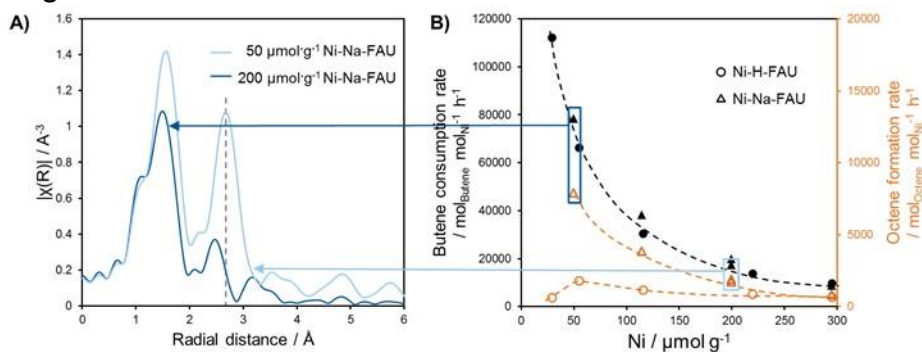 A)
50 μmol·g⁻¹ Ni-Na-FAU
200 μmol·g⁻¹ Ni-Na-FAU
|χ(R)| / A⁻³
1.6
1.4
1.2
1
0.8
0.6
0.4
0.2
0
0 1 2 3 4 5 6
Radial distance / Å
B)
Butene consumption rate
/ mol_Butene mol_Ni⁻¹ h⁻¹
120000
100000
80000
60000
40000
20000
0
Ni-H-FAU
Ni-Na-FAU
0 50 100 150 200 250 300
Ni / μmol g⁻¹
20000
15000
10000
5000
0
Octene formation rate
/ mol_Octene mol_Ni⁻¹ h⁻¹